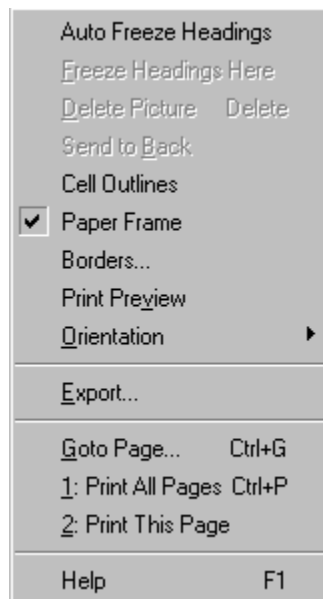 Auto Freeze Headings
Freeze Headings Here
Delete Picture Delete
Send to Back
Cell Outlines
Paper Frame
Borders...
Print Preview
Orientation
Export...
Goto Page... Ctrl+G
1: Print All Pages Ctrl+P
2: Print This Page
Help F1